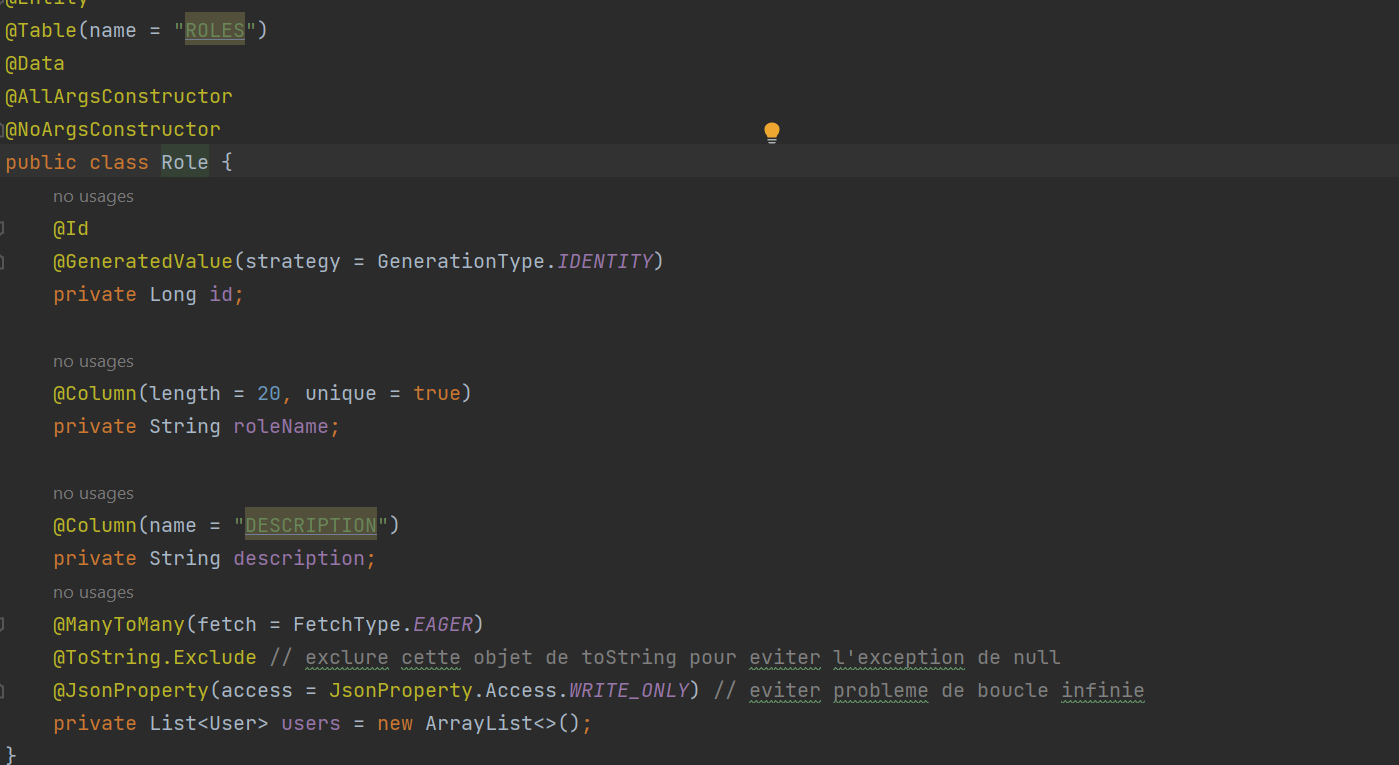 @Entity
@Table(name = "ROLES")
@Data
@AllArgsConstructor
@NoArgsConstructor
public class Role {
no usages
@Id
@GeneratedValue(strategy = GenerationType.IDENTITY)
private Long id;
no usages
@Column(length = 20, unique = true)
private String roleName;
no usages
@Column(name = "DESCRIPTION")
private String description;
no usages
@ManyToMany(fetch = FetchType.EAGER)
@ToString.Exclude // exclure cette objet de toString pour eviter l'exception de null
@JsonProperty(access = JsonProperty.Access.WRITE_ONLY) // eviter probleme de boucle infinie
private List<User> users = new ArrayList<>();
}